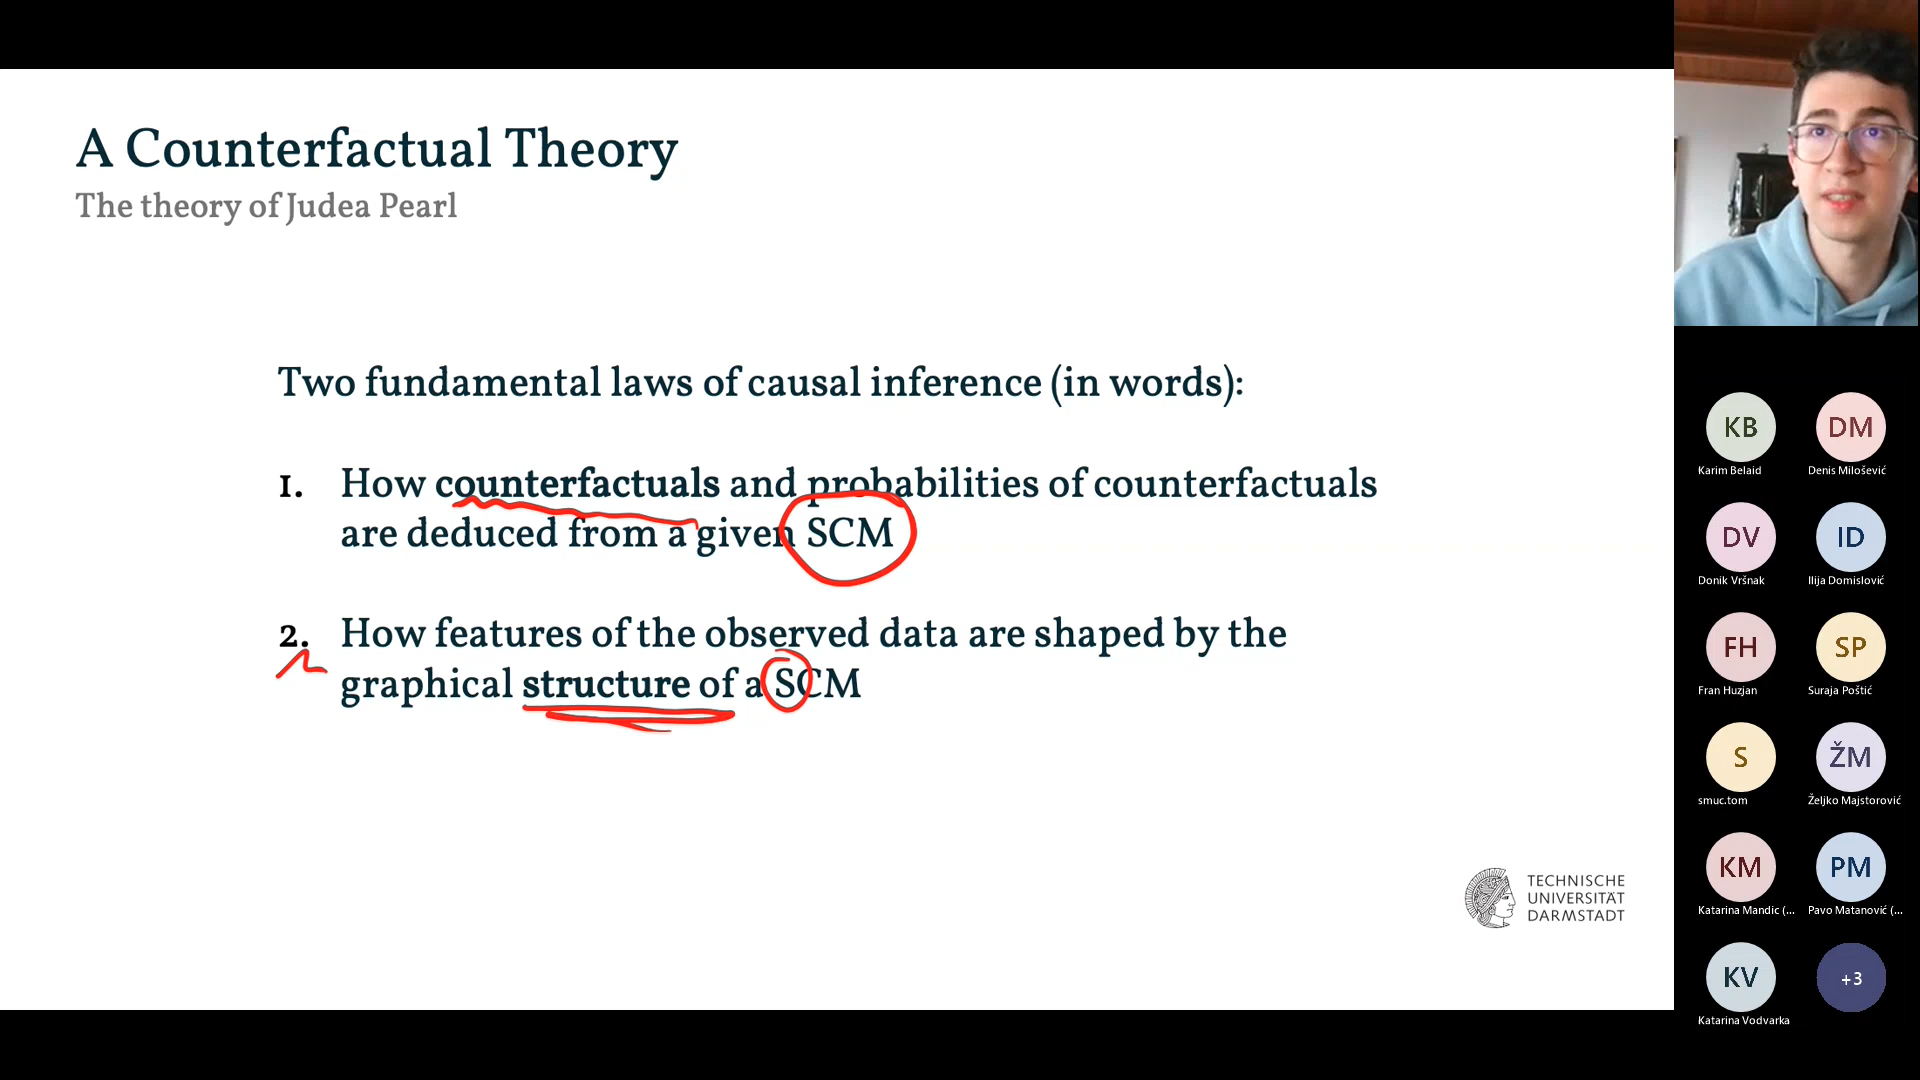 A Counterfactual Theory
The theory of Judea Pearl
Two fundamental laws of causal inference (in words):
1. How counterfactuals and probabilities of counterfactuals
are deduced from a given SCM
2. How features of the observed data are shaped by the
graphical structure of a SCM
TECHNISCHE
UNIVERSITÄT
DARMSTADT
KB DM
Karim Belaid Denis Milošević
DV ID
Donik Vršnak Ilija Domislović
FH SP
Fran Huzjan Suraja Poštić
S ŽM
smuc.tom Željko Majstorović
KM PM
Katarina Mandic (... Pavo Matanović (...
KV +3
Katarina Vodvarka